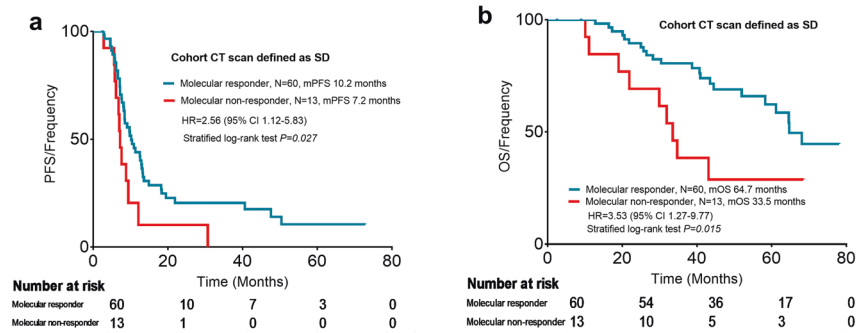 a
Cohort CT scan defined as SD
Molecular responder, N=60, mPFS 10.2 months
Molecular non-responder, N=13, mPFS 7.2 months
HR=2.56 (95% CI 1.12-5.83)
Stratified log-rank test P=0.027
PFS/Frequency
100
50
0
0 20 40 60 80
Time (Months)
Number at risk
Molecular responder 60 10 7 3 0
Molecular non-responder 13 1 0 0 0
b
Cohort CT scan defined as SD
OS/Frequency
100
50
0
Molecular responder, N=60, mOS 64.7 months
Molecular non-responder, N=13, mOS 33.5 months
HR=3.53 (95% CI 1.27-9.77)
Stratified log-rank test P=0.015
0 20 40 60 80
Time (Months)
Number at risk
Molecular responder 60 54 36 17 0
Molecular non-responder 13 10 5 3 0